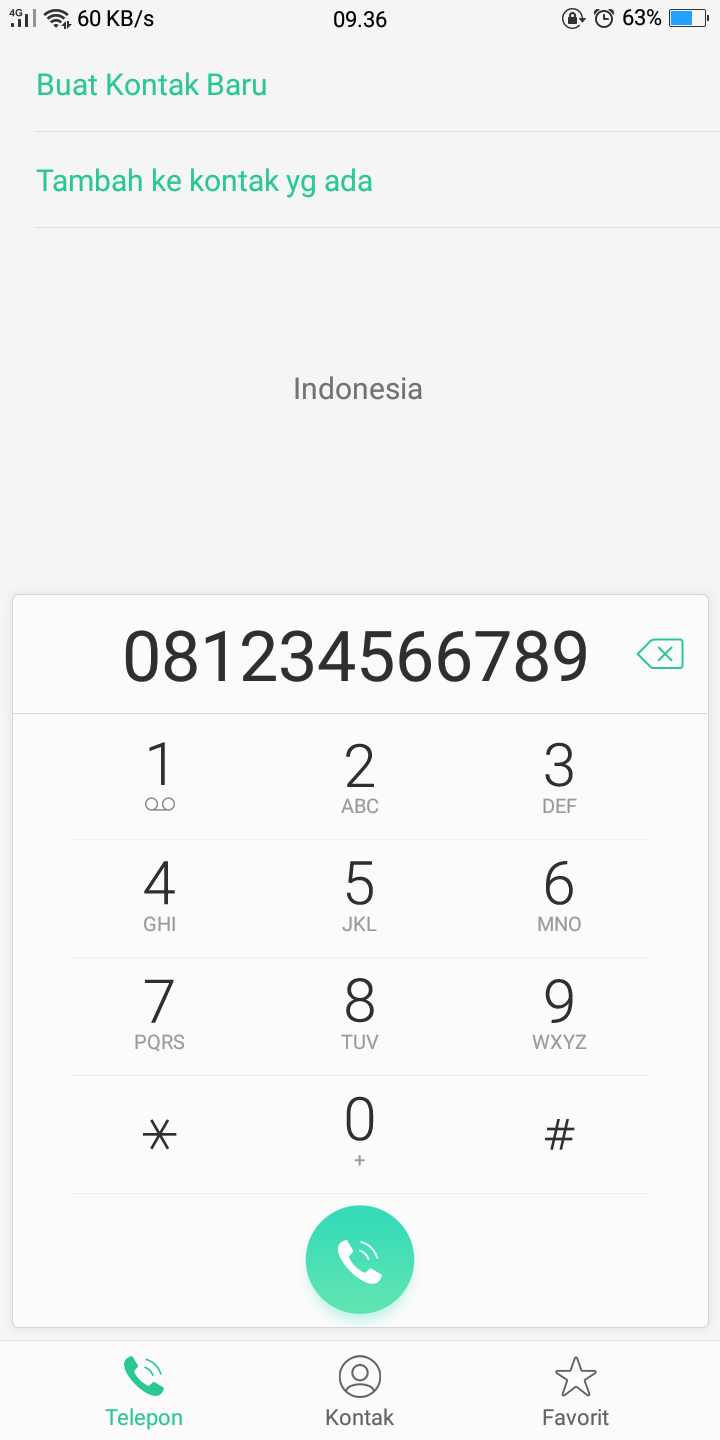 4G 60 KB/s 09.36 63%
Buat Kontak Baru
Tambah ke kontak yg ada
Indonesia
081234566789
1 2 3
ABC DEF
4 5 6
GHI JKL MNO
7 8 9
PQRS TUV WXYZ
* 0 #
+
Telepon Kontak Favorit